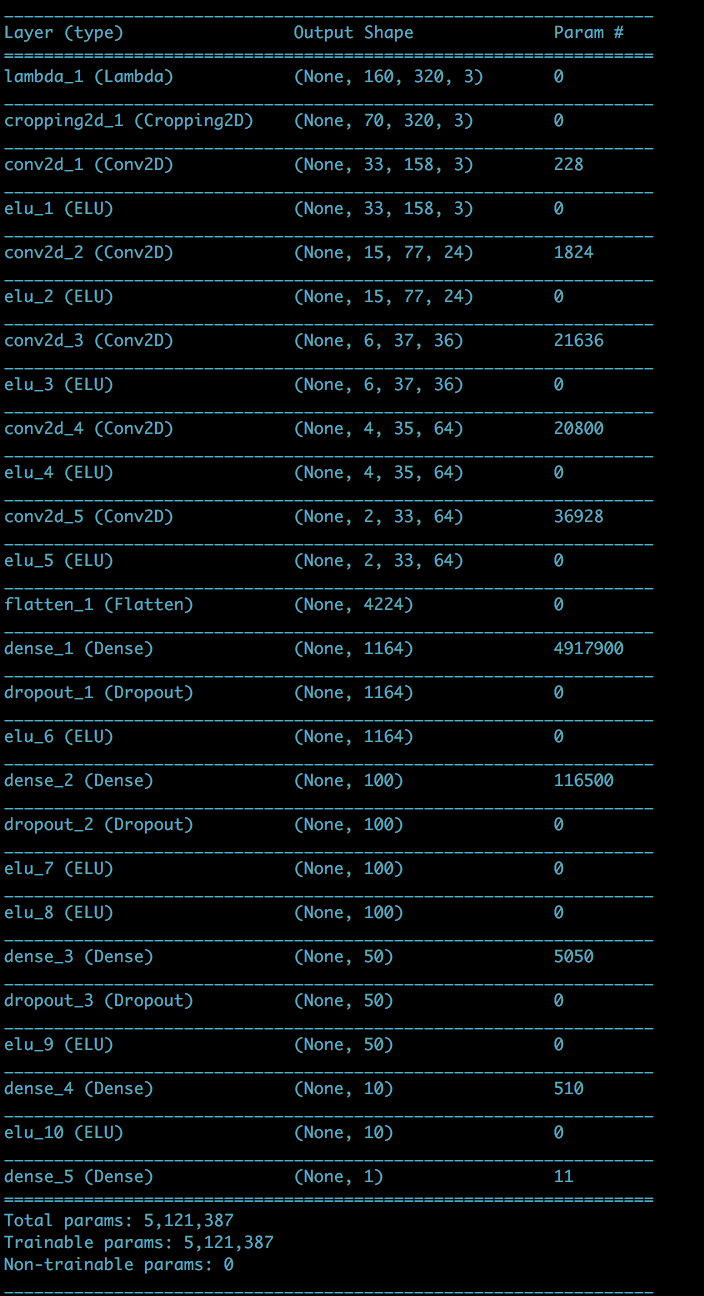 Layer (type) Output Shape Param #
lambda_1 (Lambda) (None, 160, 320, 3) 0
cropping2d_1 (Cropping2D) (None, 70, 320, 3) 0
conv2d_1 (Conv2D) (None, 33, 158, 3) 228
elu_1 (ELU) (None, 33, 158, 3) 0
conv2d_2 (Conv2D) (None, 15, 77, 24) 1824
elu_2 (ELU) (None, 15, 77, 24) 0
conv2d_3 (Conv2D) (None, 6, 37, 36) 21636
elu_3 (ELU) (None, 6, 37, 36) 0
conv2d_4 (Conv2D) (None, 4, 35, 64) 20800
elu_4 (ELU) (None, 4, 35, 64) 0
conv2d_5 (Conv2D) (None, 2, 33, 64) 36928
elu_5 (ELU) (None, 2, 33, 64) 0
flatten_1 (Flatten) (None, 4224) 0
dense_1 (Dense) (None, 1164) 4917900
dropout_1 (Dropout) (None, 1164) 0
elu_6 (ELU) (None, 1164) 0
dense_2 (Dense) (None, 100) 116500
dropout_2 (Dropout) (None, 100) 0
elu_7 (ELU) (None, 100) 0
elu_8 (ELU) (None, 100) 0
dense_3 (Dense) (None, 50) 5050
dropout_3 (Dropout) (None, 50) 0
elu_9 (ELU) (None, 50) 0
dense_4 (Dense) (None, 10) 510
elu_10 (ELU) (None, 10) 0
dense_5 (Dense) (None, 1) 11
Total params: 5,121,387
Trainable params: 5,121,387
Non-trainable params: 0